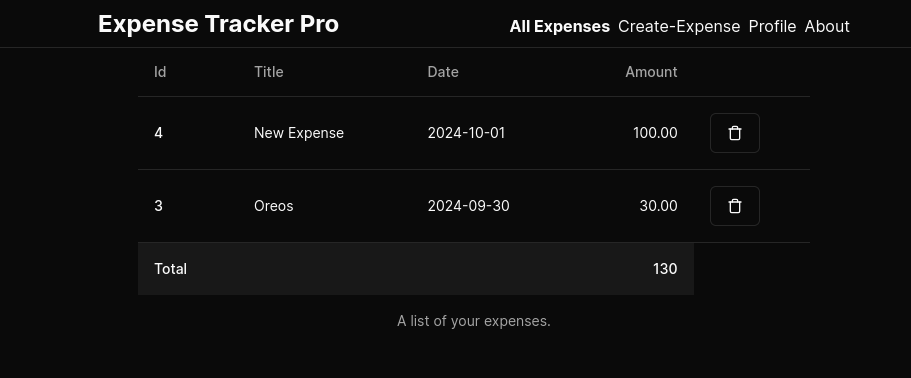 Expense Tracker Pro
All Expenses Create-Expense Profile About
Id Title Date Amount
4 New Expense 2024-10-01 100.00
3 Oreos 2024-09-30 30.00
Total 130
A list of your expenses.